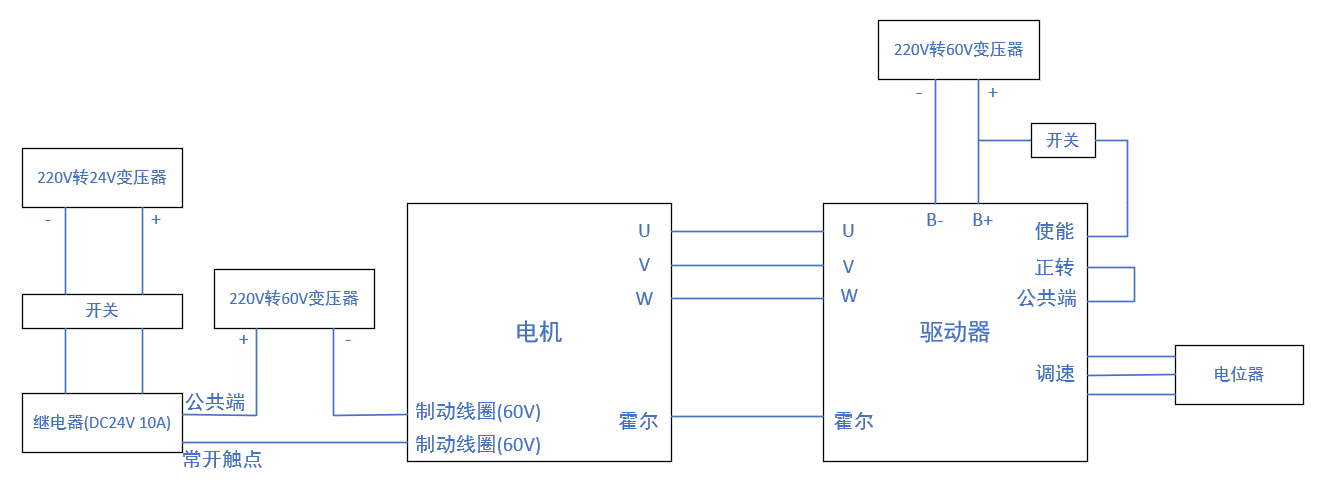 220V转60V变压器
-
+
开关
220V转24V变压器
-
+
开关
220V转60V变压器
+
-
继电器(DC24V 10A)
公共端
常开触点
U
V
W
电机
制动线圈(60V)
制动线圈(60V)
霍尔
B-
B+
U
V
W
驱动器
霍尔
使能
正转
公共端
调速
电位器